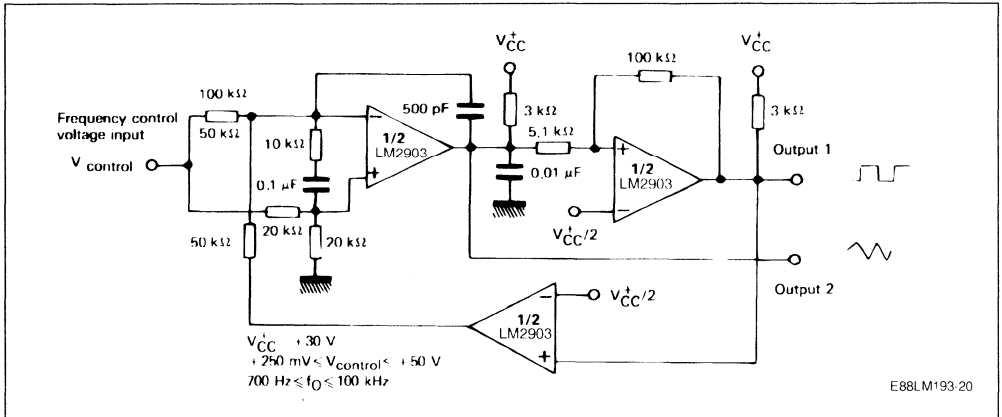 V⁺CC
V⁺CC
100 kΩ
100 kΩ
3 kΩ
3 kΩ
500 pF
Frequency control
voltage input
50 kΩ
10 kΩ
−
1/2
LM2903
5,1 kΩ
+
1/2
LM2903
Output 1
V control
0,1 µF
+
0,01 µF
−
V⁺CC/2
20 kΩ
50 kΩ
20 kΩ
Output 2
−
V⁺CC/2
1/2
LM2903
+
V⁺CC + 30 V
+250 mV ≤ Vcontrol ≤ + 50 V
700 Hz ≤ fO ≤ 100 kHz
E88LM193-20